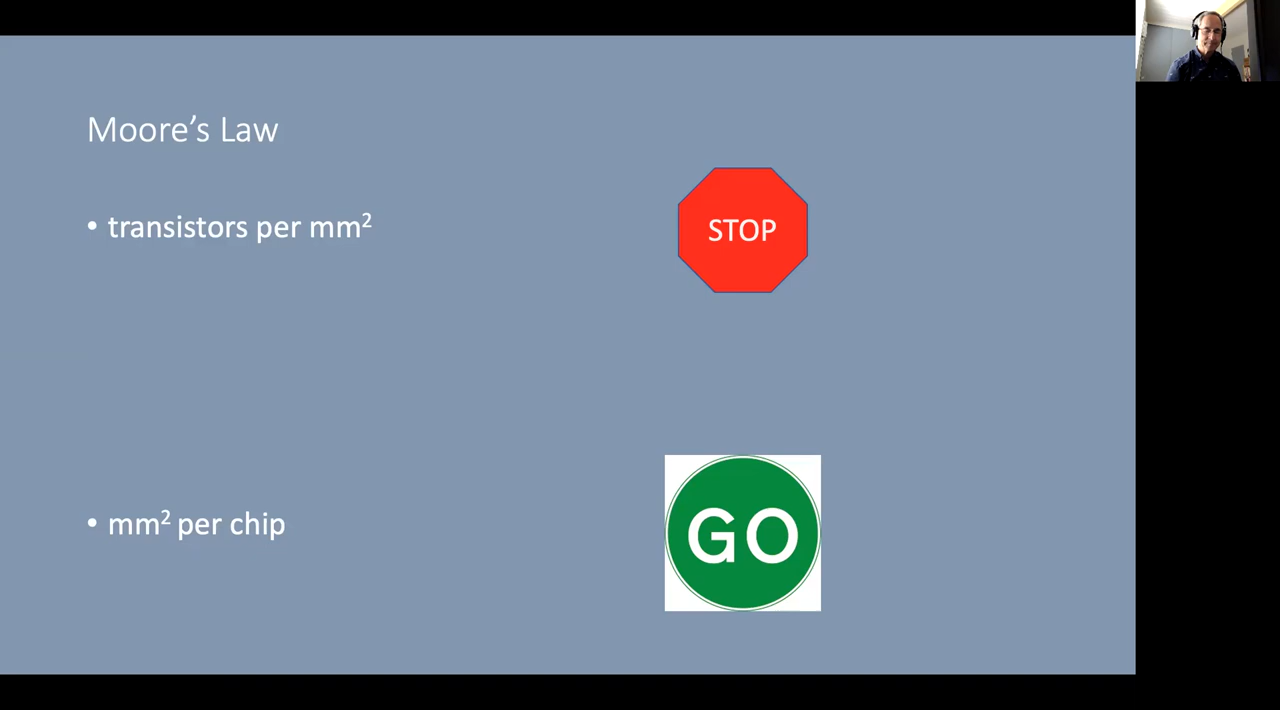 Moore’s Law
• transistors per mm²
STOP
• mm² per chip
GO